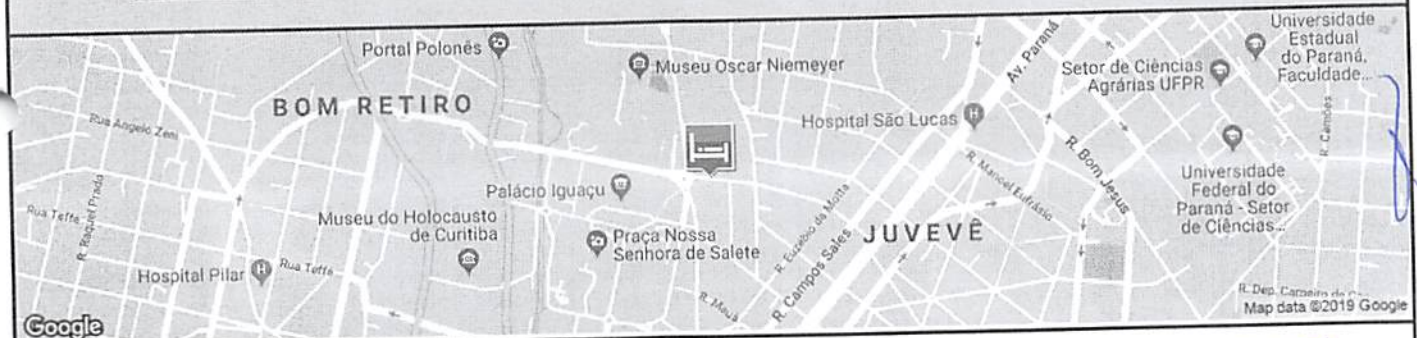 Portal Polonês
Museu Oscar Niemeyer
BOM RETIRO
Rua Angelo Zeni
Av. Paraná
Universidade
Estadual
do Paraná,
Faculdade...
Setor de Ciências
Agrárias UFPR
Hospital São Lucas
R. Camões
R. Bom Jesus
R. Manoel Eufrásio
Universidade
Federal do
Paraná - Setor
de Ciências...
Palácio Iguaçu
R. Raquel Prado
Rua Teffe
Museu do Holocausto
de Curitiba
Praça Nossa
Senhora de Salete
R. Euzébio da Motta
JUVEVÊ
R. Campos Sales
Hospital Pilar
Rua Teffe
R. Mauá
R. Dep. Carneiro de
Map data ©2019 Google
Google